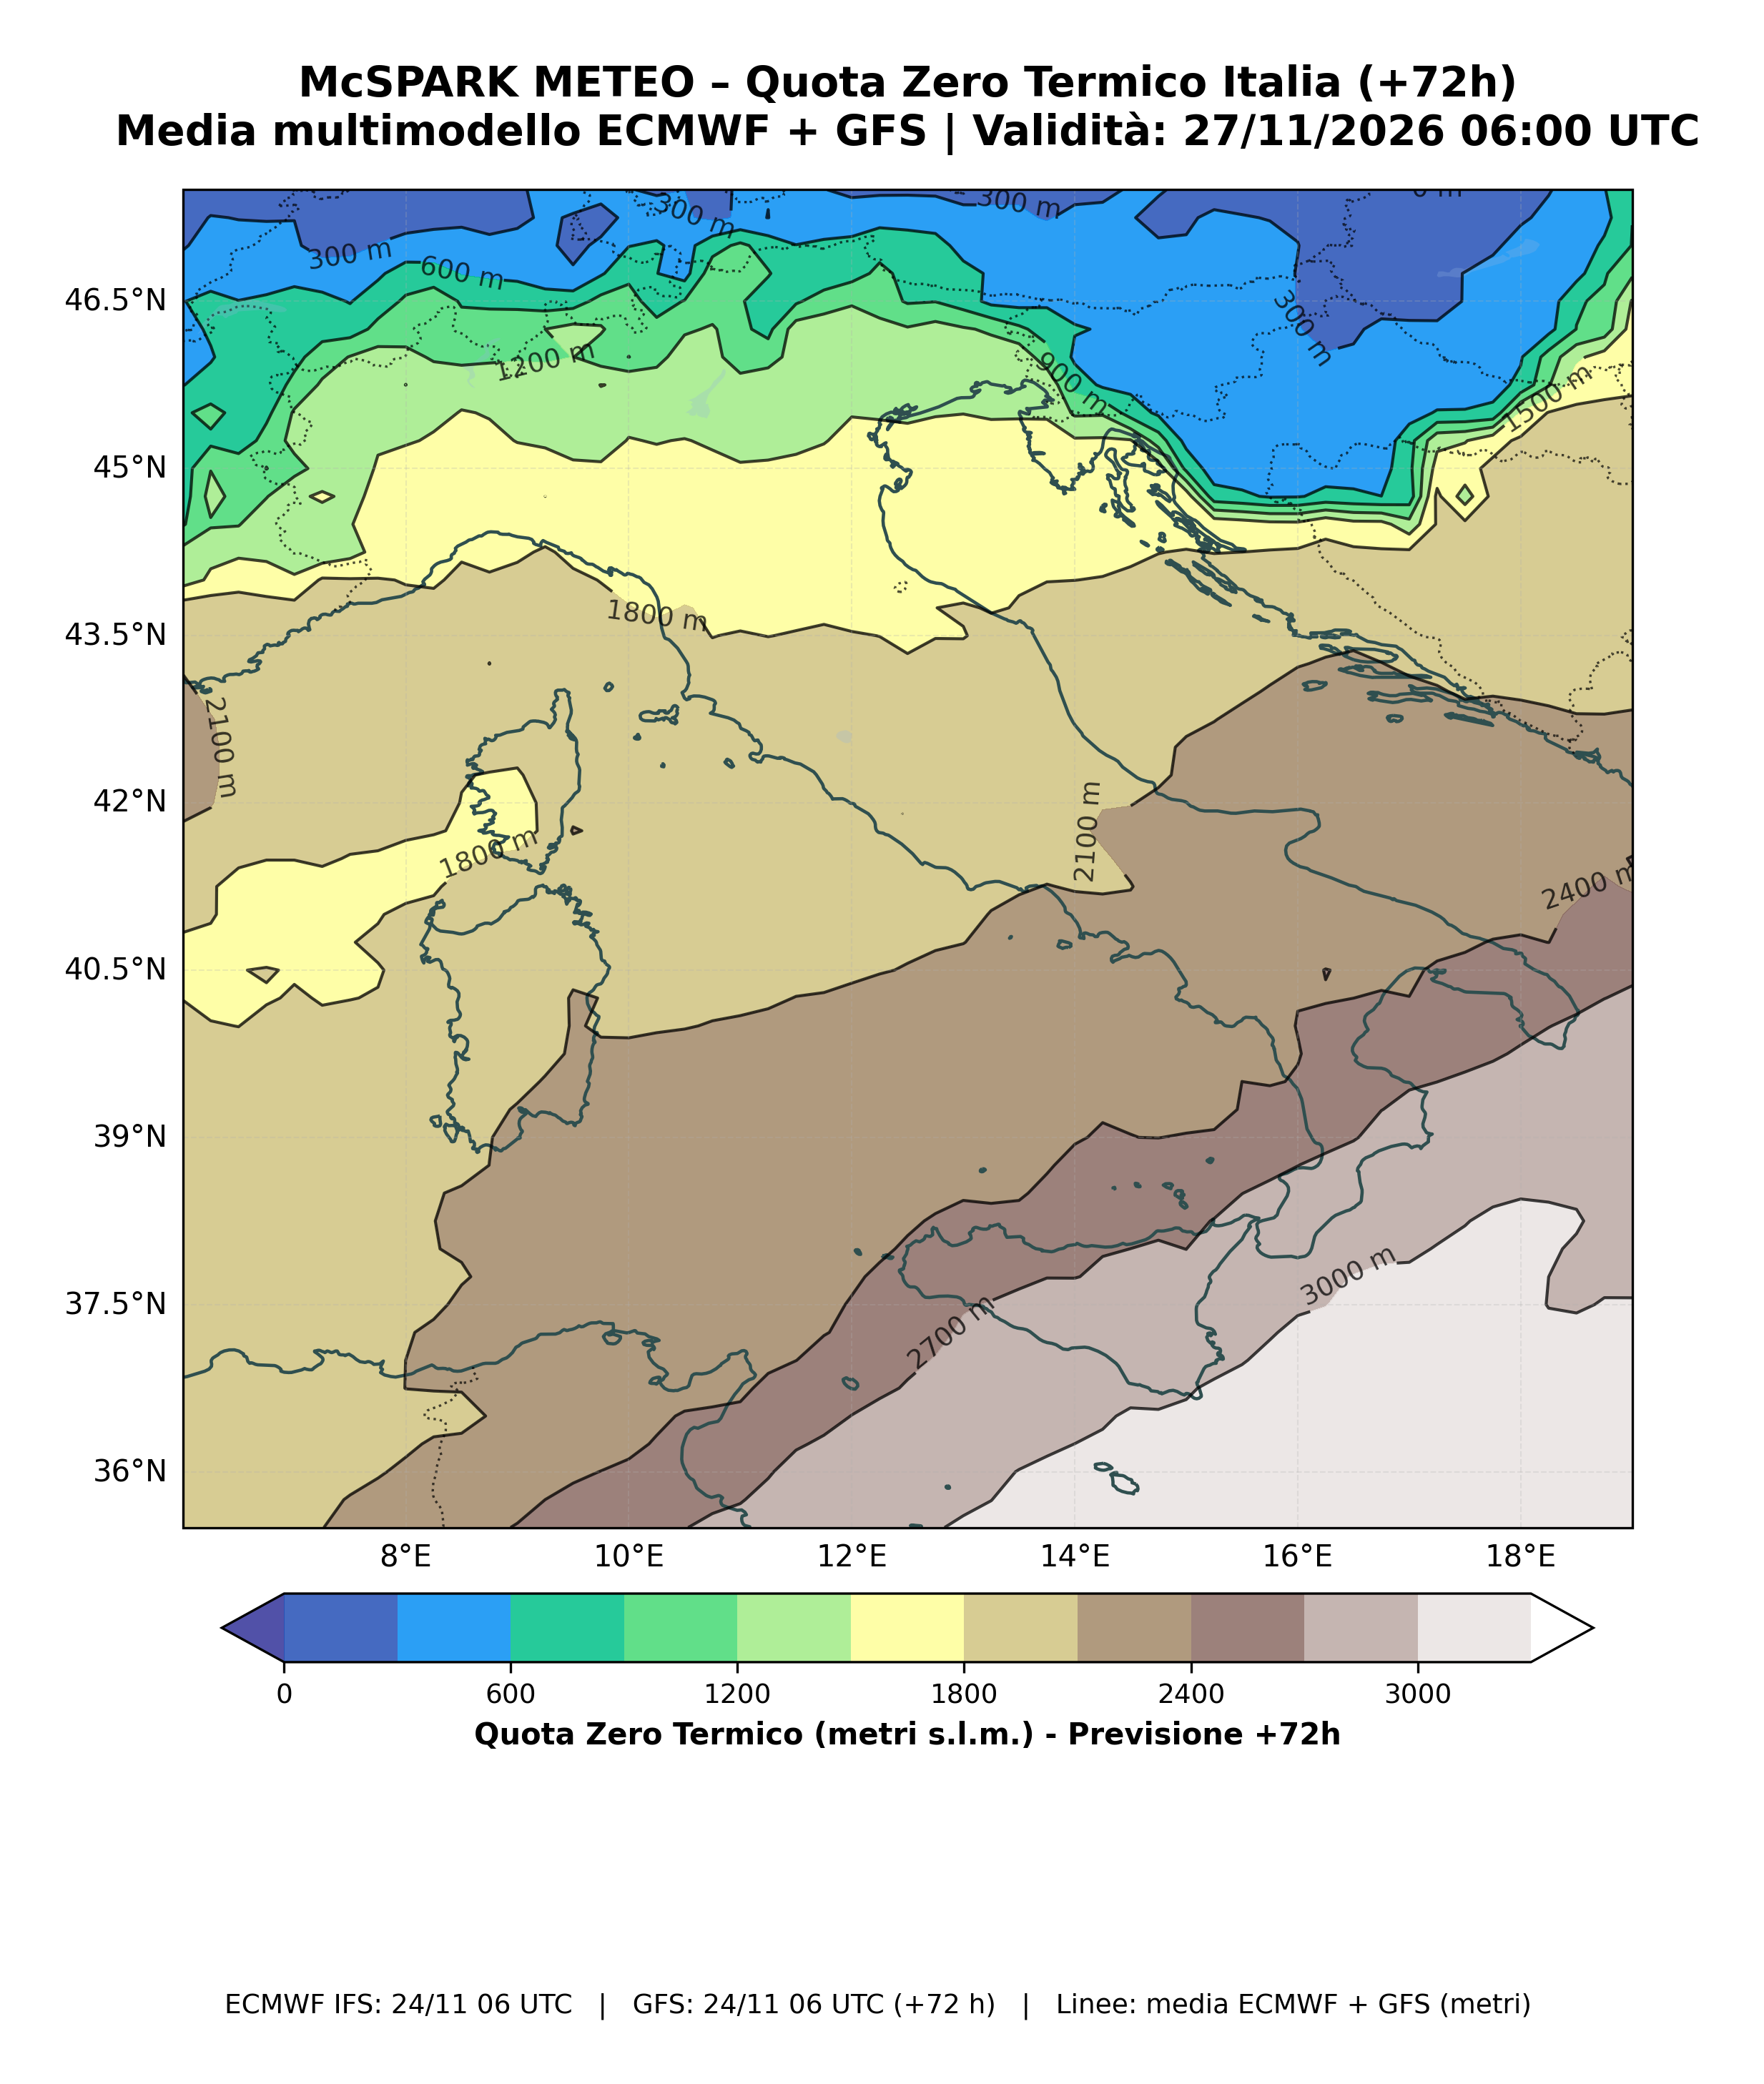 McSPARK METEO – Quota Zero Termico Italia (+72h)
Media multimodello ECMWF + GFS | Validità: 27/11/2026 06:00 UTC
300 m
300 m
300 m
600 m
46.5°N
300 m
1200 m
900 m
1500 m
45°N
1800 m
43.5°N
2100 m
42°N
2100 m
1800 m
2400 m
40.5°N
39°N
3000 m
37.5°N
2700 m
36°N
8°E 10°E 12°E 14°E 16°E 18°E
0 600 1200 1800 2400 3000
Quota Zero Termico (metri s.l.m.) - Previsione +72h
ECMWF IFS: 24/11 06 UTC | GFS: 24/11 06 UTC (+72 h) | Linee: media ECMWF + GFS (metri)